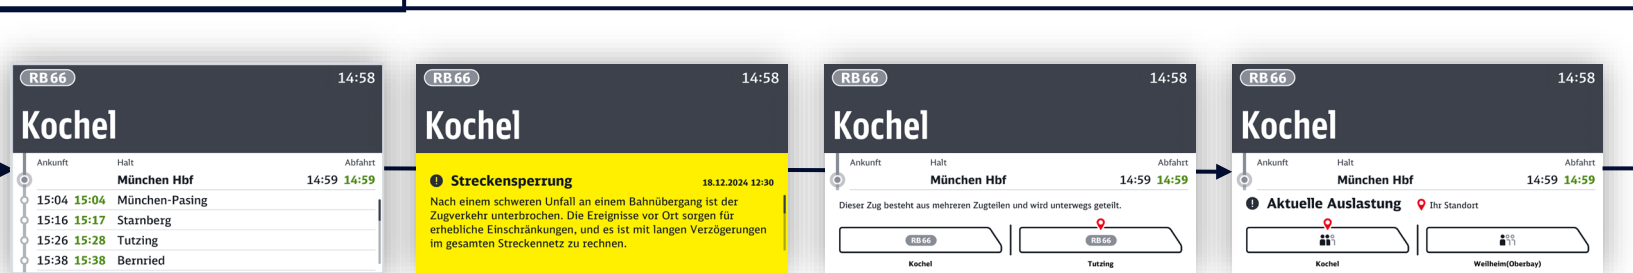 RB 66 14:58
Kochel
Ankunft Halt Abfahrt
München Hbf 14:59 14:59
15:04 15:04 München-Pasing
15:16 15:17 Starnberg
15:26 15:28 Tutzing
15:38 15:38 Bernried
RB 66 14:58
Kochel
Streckensperrung 18.12.2024 12:30
Nach einem schweren Unfall an einem Bahnübergang ist der
Zugverkehr unterbrochen. Die Ereignisse vor Ort sorgen für
erhebliche Einschränkungen, und es ist mit langen Verzögerungen
im gesamten Streckennetz zu rechnen.
RB 66 14:58
Kochel
Ankunft Halt Abfahrt
München Hbf 14:59 14:59
Dieser Zug besteht aus mehreren Zugteilen und wird unterwegs geteilt.
RB 66 RB 66
Kochel Tutzing
RB 66 14:58
Kochel
Ankunft Halt Abfahrt
München Hbf 14:59 14:59
Aktuelle Auslastung Ihr Standort
Kochel Weilheim(Oberbay)